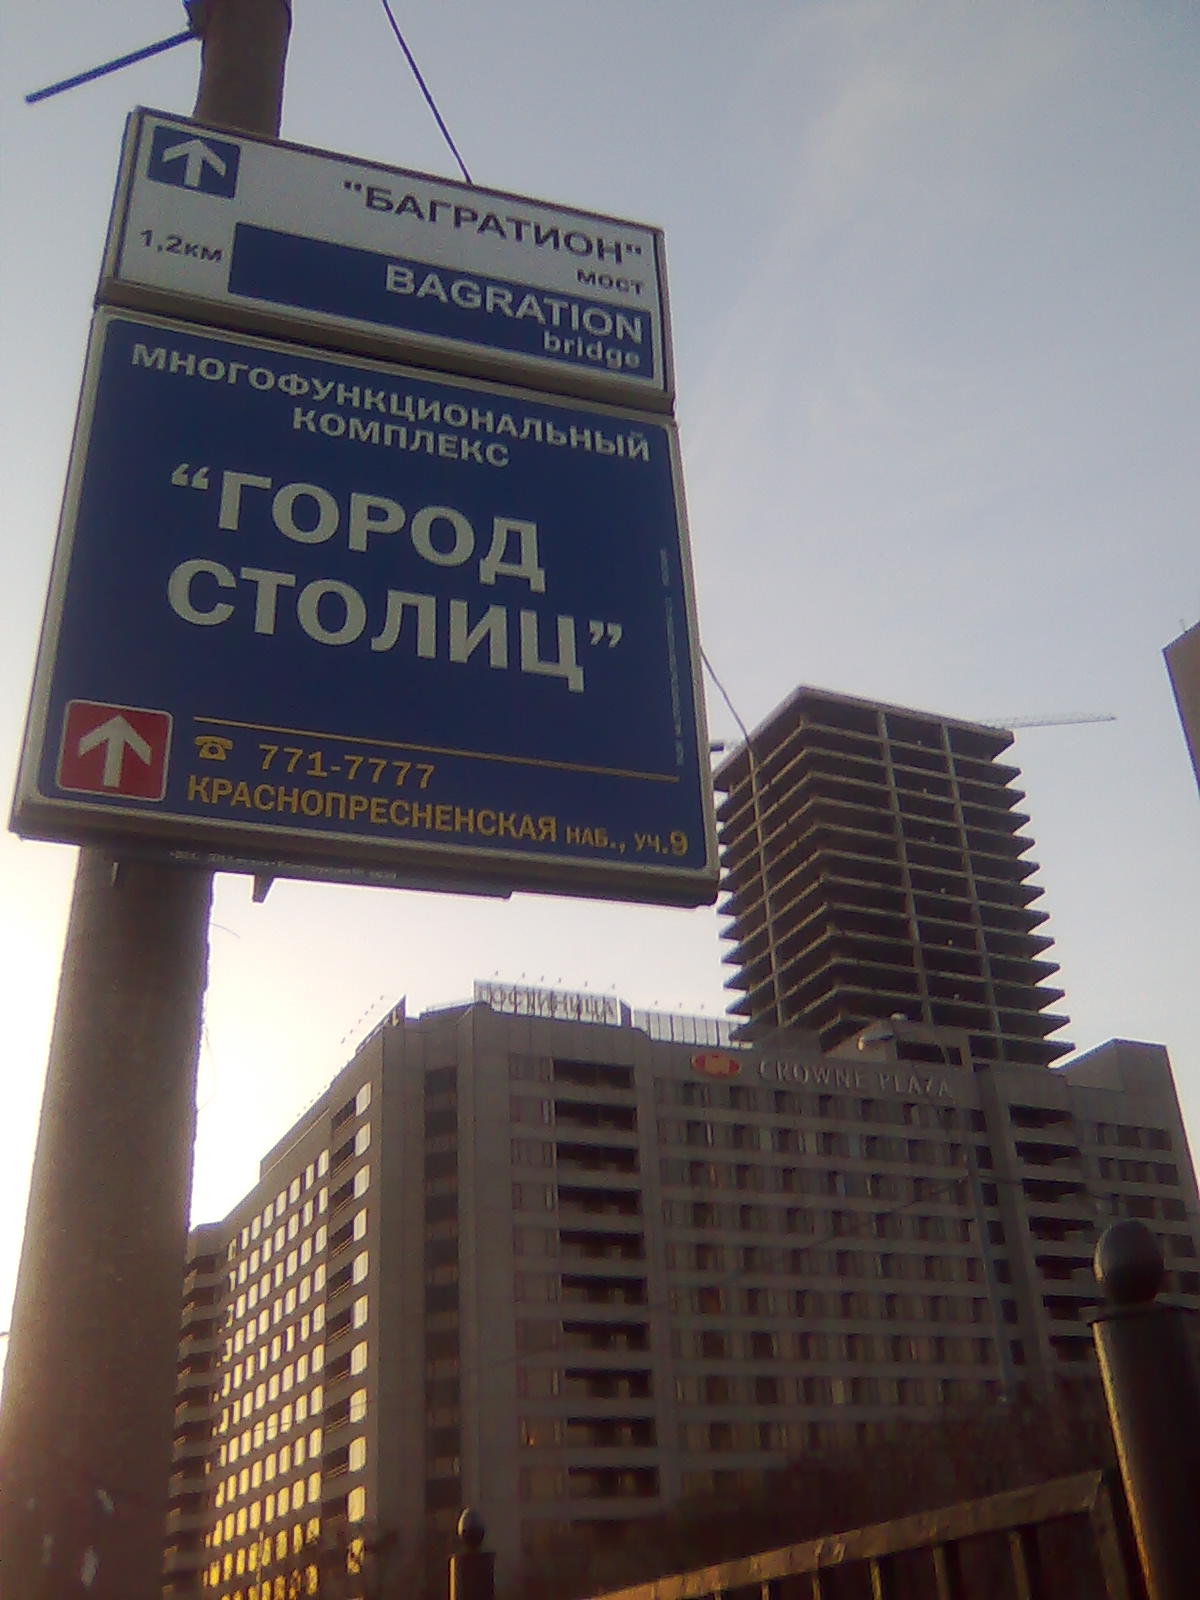 "БАГРАТИОН"
мост
1,2км
BAGRATION
bridge
МНОГОФУНКЦИОНАЛЬНЫЙ
КОМПЛЕКС
“ГОРОД
СТОЛИЦ”
☎ 771-7777
КРАСНОПРЕСНЕНСКАЯ НАБ., УЧ.9
ГОСТИНИЦА
CROWNE PLAZA